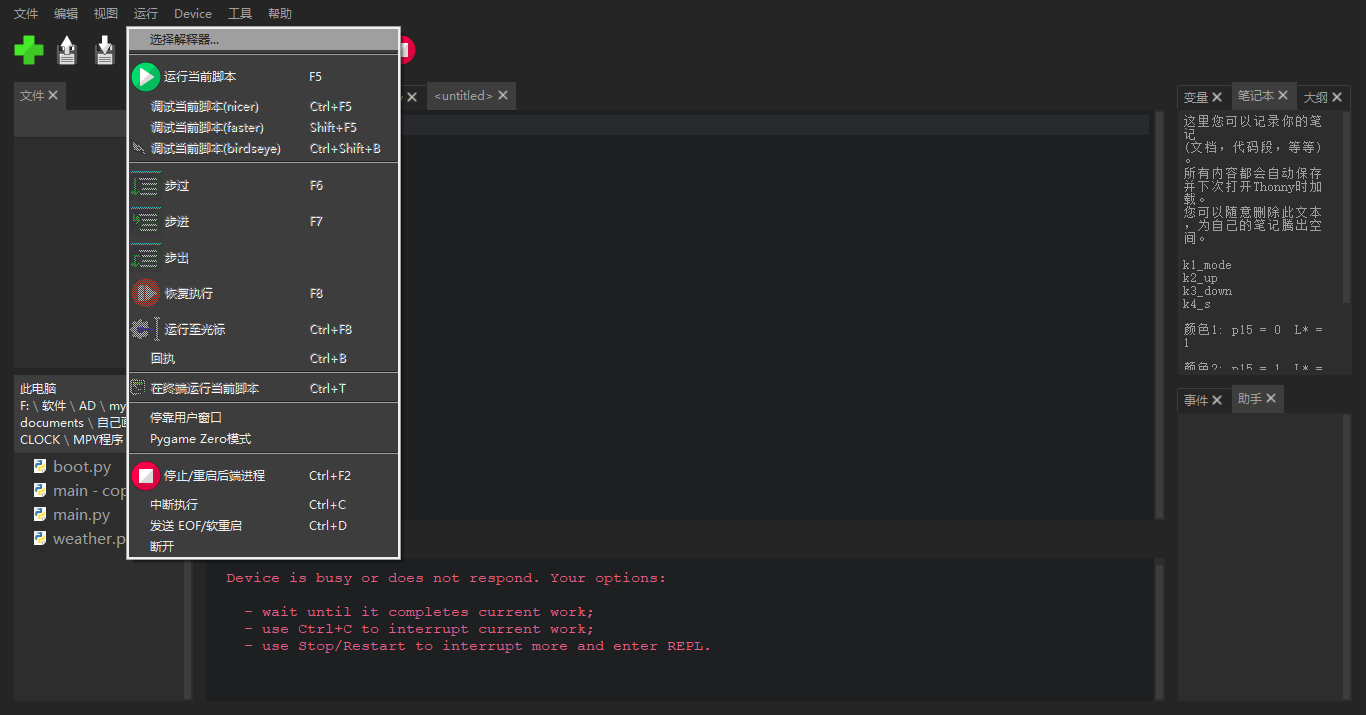 文件 编辑 视图 运行 Device 工具 帮助
选择解释器...
运行当前脚本 F5
调试当前脚本(nicer) Ctrl+F5
调试当前脚本(faster) Shift+F5
调试当前脚本(birdseye) Ctrl+Shift+B
步过 F6
步进 F7
步出
恢复执行 F8
运行至光标 Ctrl+F8
回执 Ctrl+B
在终端运行当前脚本 Ctrl+T
停靠用户窗口
Pygame Zero模式
停止/重启后端进程 Ctrl+F2
中断执行 Ctrl+C
发送 EOF/软重启 Ctrl+D
断开
文件
此电脑
F: \ 软件 \ AD \ my
documents \ 自己
CLOCK \ MPY程序
boot.py
main - cop
main.py
weather.p
<untitled>
Device is busy or does not respond. Your options:
- wait until it completes current work;
- use Ctrl+C to interrupt current work;
- use Stop/Restart to interrupt more and enter REPL.
变量 笔记本 大纲
这里您可以记录你的笔
记
(文档，代码段，等等)
。
所有内容都会自动保存
并下次打开Thonny时加
载。
您可以随意删除此文本
，为自己的笔记腾出空
间。
k1_mode
k2_up
k3_down
k4_s
颜色1: p15 = 0 L* =
1
颜色2: p15 = 1 L* =
事件 助手